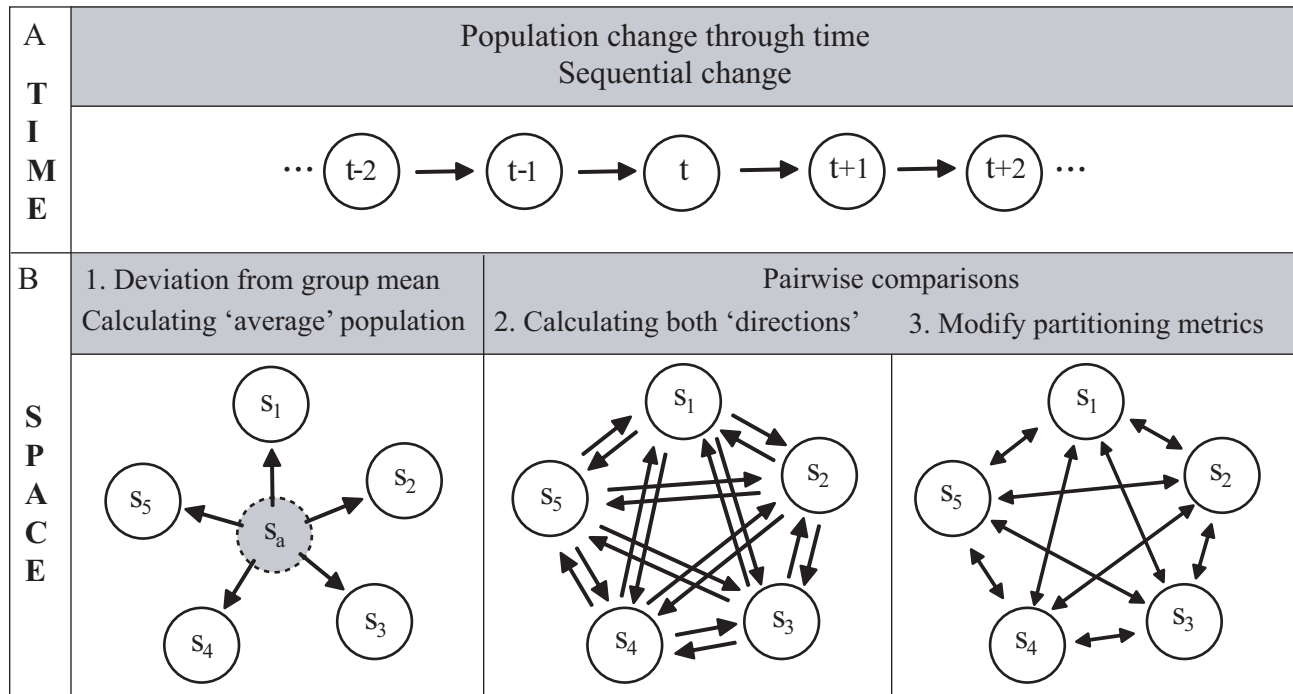 A
TIME
Population change through time
Sequential change
... t-2 t-1 t t+1 t+2 ...
B
SPACE
1. Deviation from group mean
Calculating ‘average’ population
Pairwise comparisons
2. Calculating both ‘directions’
3. Modify partitioning metrics
s1
s2
s5
sa
s3
s4
s1
s2
s5
s3
s4
s1
s2
s5
s3
s4